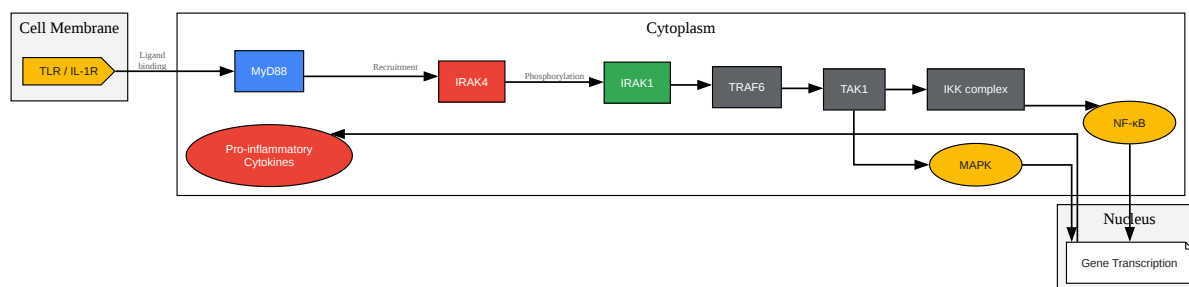 Cell Membrane
TLR / IL-1R
Ligand
binding
Cytoplasm
MyD88
Recruitment
IRAK4
Phosphorylation
IRAK1
TRAF6
TAK1
IKK complex
NF-κB
Pro-inflammatory
Cytokines
MAPK
Nucleus
Gene Transcription